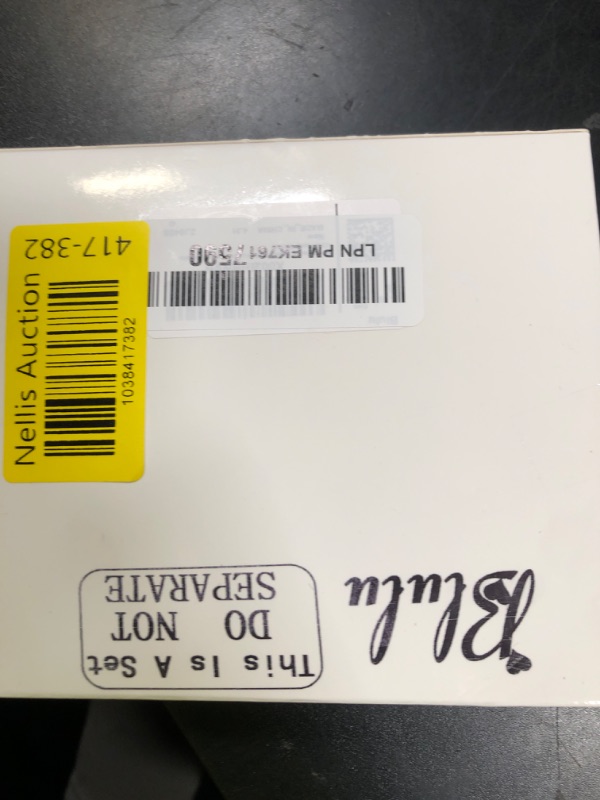 Blulu
This Is A Set
DO NOT
SEPARATE
LPN PM EK7617590
417-382
Nellis Auction
1038417382